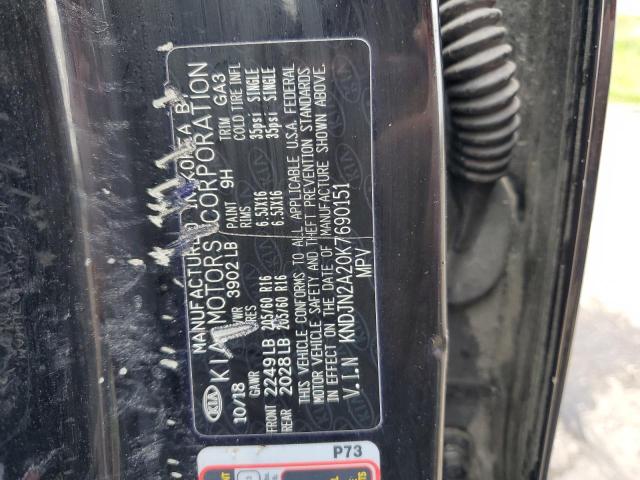 MANUFACTURED IN KOREA BY
KIA MOTORS CORPORATION
10/18 GVWR 3902 LB PAINT 9H TRIM GA3
GAWR TIRES RIMS COLD TIRE INFL
FRONT 2249 LB 205/60 R16 6.5JX16 35psi SINGLE
REAR 2028 LB 205/60 R16 6.5JX16 35psi SINGLE
THIS VEHICLE CONFORMS TO ALL APPLICABLE U.S.A. FEDERAL
MOTOR VEHICLE SAFETY AND THEFT PREVENTION STANDARDS
IN EFFECT ON THE DATE OF MANUFACTURE SHOWN ABOVE.
V.I.N KNDJN2A20K7690151
MPV
KIA
P73